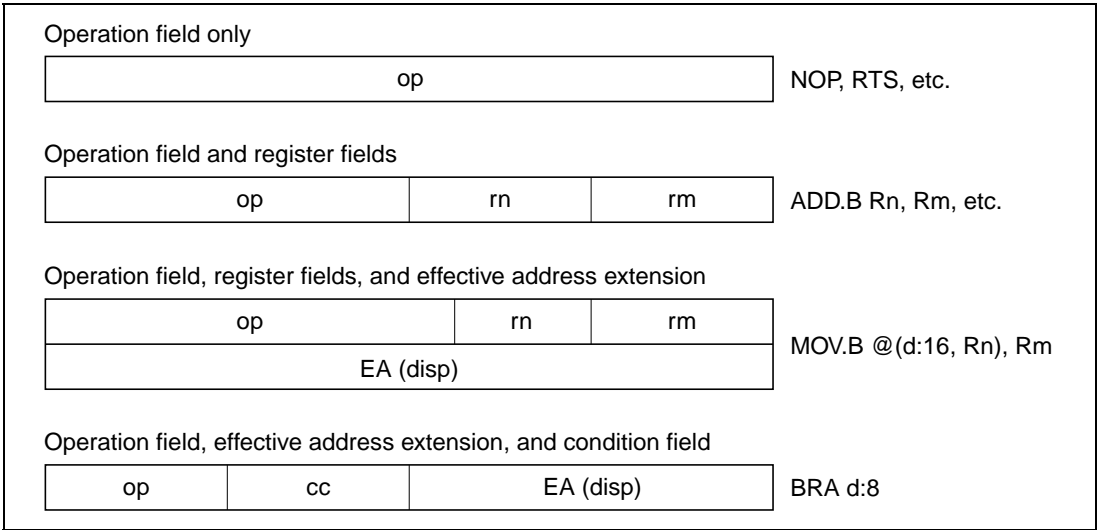 Operation field only
op
NOP, RTS, etc.
Operation field and register fields
op rn rm
ADD.B Rn, Rm, etc.
Operation field, register fields, and effective address extension
op rn rm
EA (disp)
MOV.B @(d:16, Rn), Rm
Operation field, effective address extension, and condition field
op cc EA (disp)
BRA d:8